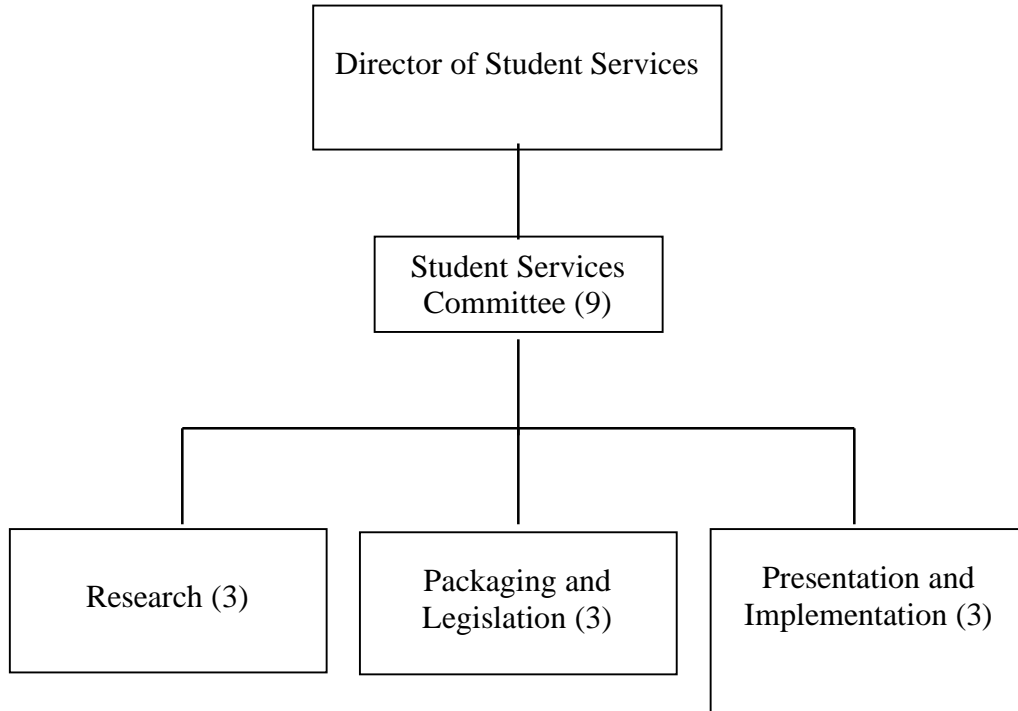 Director of Student Services
Student Services
Committee (9)
Research (3)
Packaging and
Legislation (3)
Presentation and
Implementation (3)